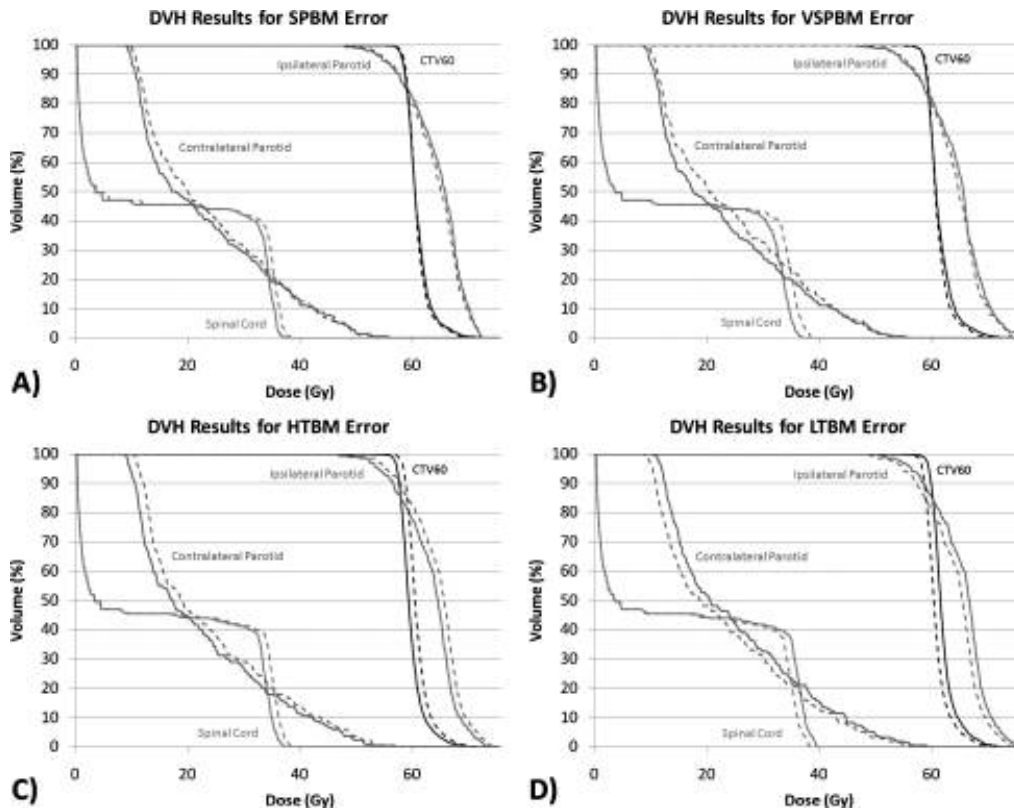 DVH Results for SPBM Error
100
90
80
70
60
50
40
30
20
10
0
Volume (%)
Ipsilateral Parotid
CTV60
Contralateral Parotid
Spinal Cord
0 20 40 60
Dose (Gy)
A)
DVH Results for VSPBM Error
100
90
80
70
60
50
40
30
20
10
0
Volume (%)
Ipsilateral Parotid
CTV60
Contralateral Parotid
Spinal Cord
0 20 40 60
Dose (Gy)
B)
DVH Results for HTBM Error
100
90
80
70
60
50
40
30
20
10
0
Volume (%)
Ipsilateral Parotid
CTV60
Contralateral Parotid
Spinal Cord
0 20 40 60
Dose (Gy)
C)
DVH Results for LTBM Error
100
90
80
70
60
50
40
30
20
10
0
Volume (%)
Ipsilateral Parotid
CTV60
Contralateral Parotid
Spinal Cord
0 20 40 60
Dose (Gy)
D)